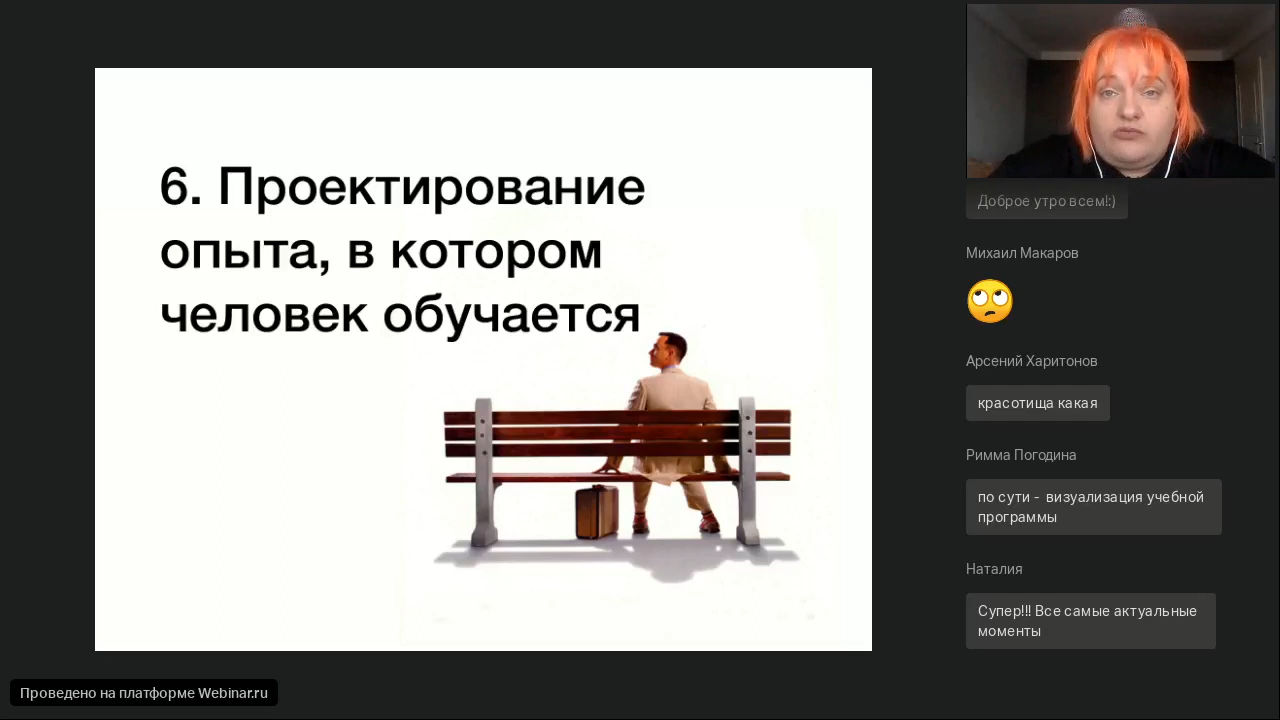 6. Проектирование
опыта, в котором
человек обучается
Доброе утро всем!:)
Михаил Макаров
Арсений Харитонов
красотища какая
Римма Погодина
по сути - визуализация учебной
программы
Наталия
Супер!!! Все самые актуальные
моменты
Проведено на платформе Webinar.ru